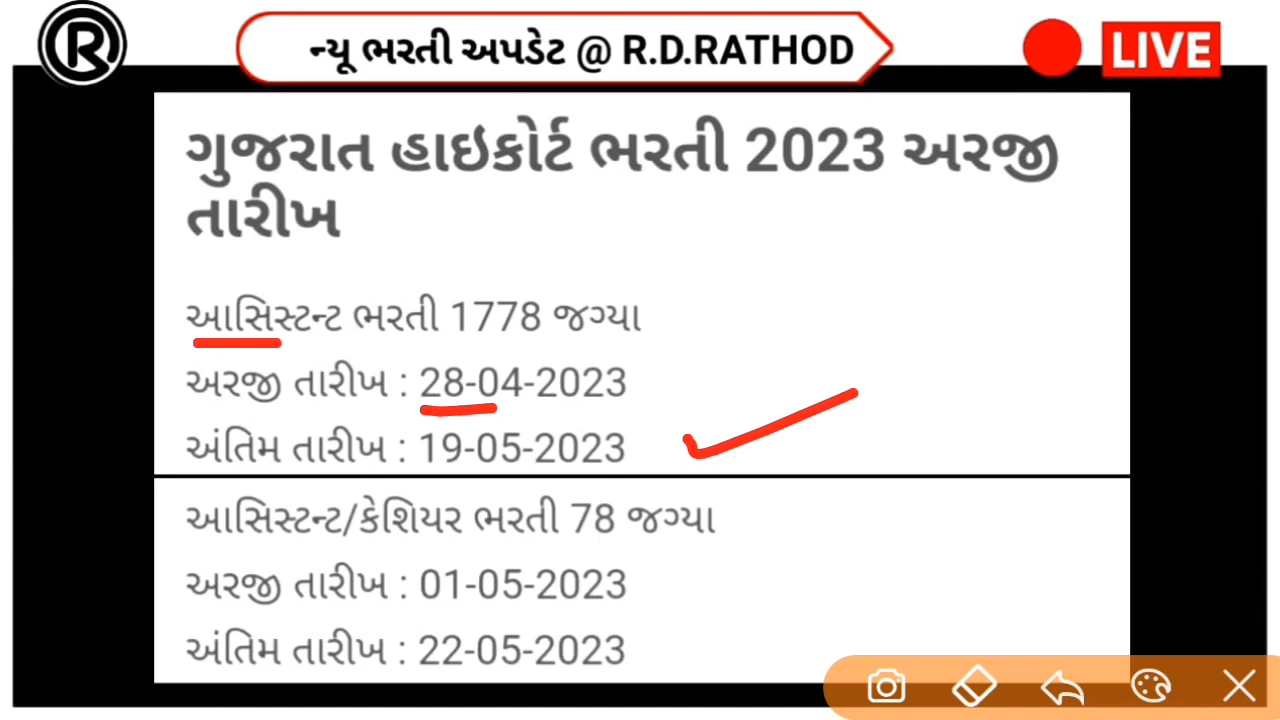 R
ન્યૂ ભરતી અપડેટ @ R.D.RATHOD
LIVE
ગુજરાત હાઇકોર્ટ ભરતી 2023 અરજી
તારીખ
આસિસ્ટન્ટ ભરતી 1778 જગ્યા
અરજી તારીખ : 28-04-2023
અંતિમ તારીખ : 19-05-2023
આસિસ્ટન્ટ/કેશિયર ભરતી 78 જગ્યા
અરજી તારીખ : 01-05-2023
અંતિમ તારીખ : 22-05-2023